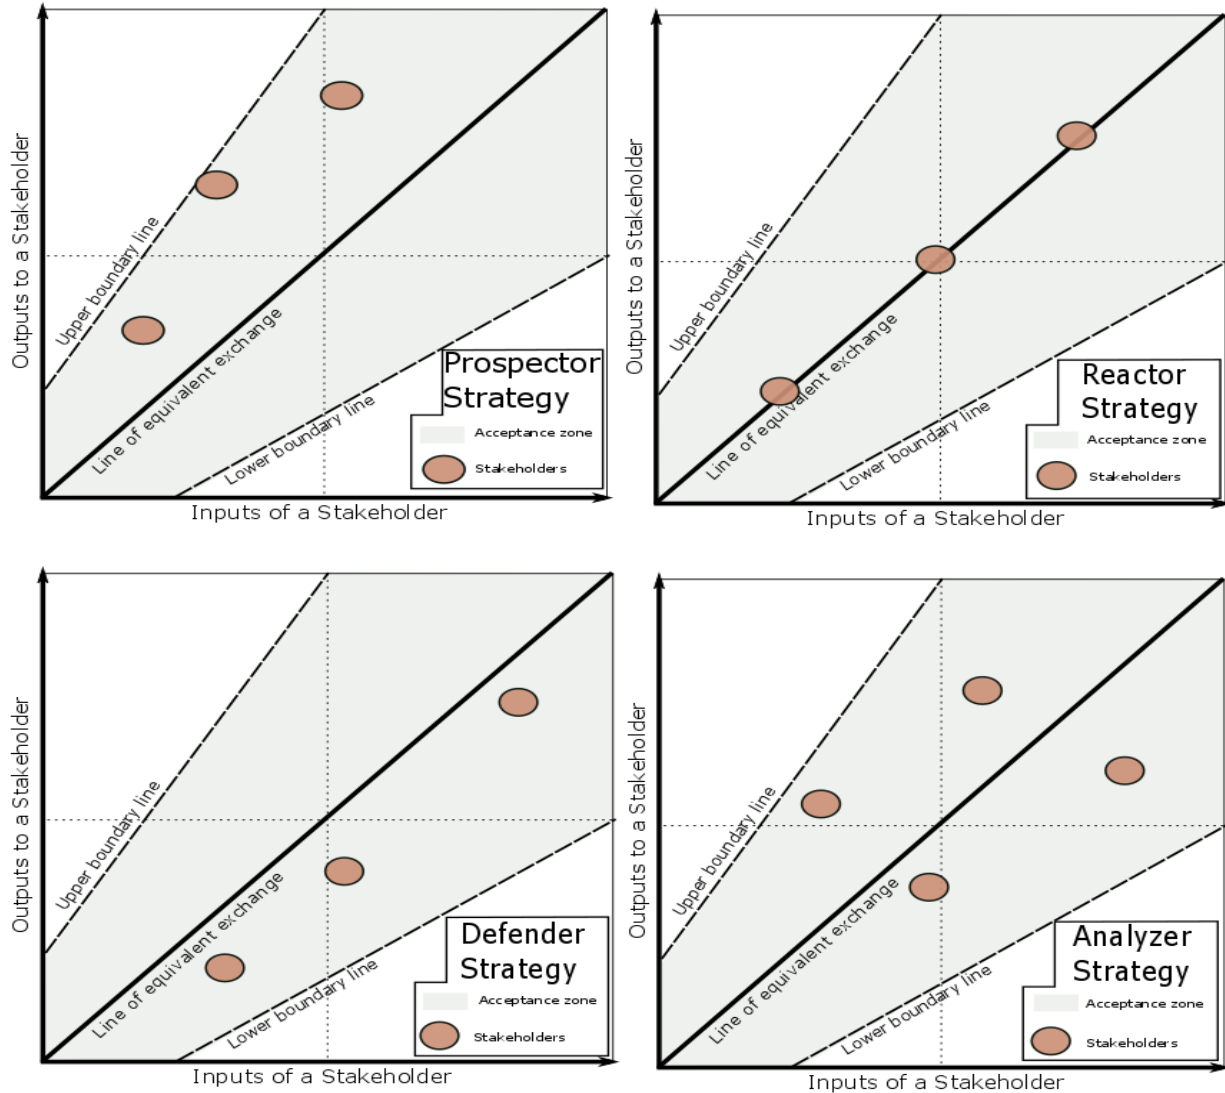 Outputs to a Stakeholder
Upper boundary line
Line of equivalent exchange
Lower boundary line
Prospector
Strategy
Acceptance zone
Stakeholders
Inputs of a Stakeholder
Outputs to a Stakeholder
Upper boundary line
Line of equivalent exchange
Lower boundary line
Reactor
Strategy
Acceptance zone
Stakeholders
Inputs of a Stakeholder
Outputs to a Stakeholder
Upper boundary line
Line of equivalent exchange
Lower boundary line
Defender
Strategy
Acceptance zone
Stakeholders
Inputs of a Stakeholder
Outputs to a Stakeholder
Upper boundary line
Line of equivalent exchange
Lower boundary line
Analyzer
Strategy
Acceptance zone
Stakeholders
Inputs of a Stakeholder